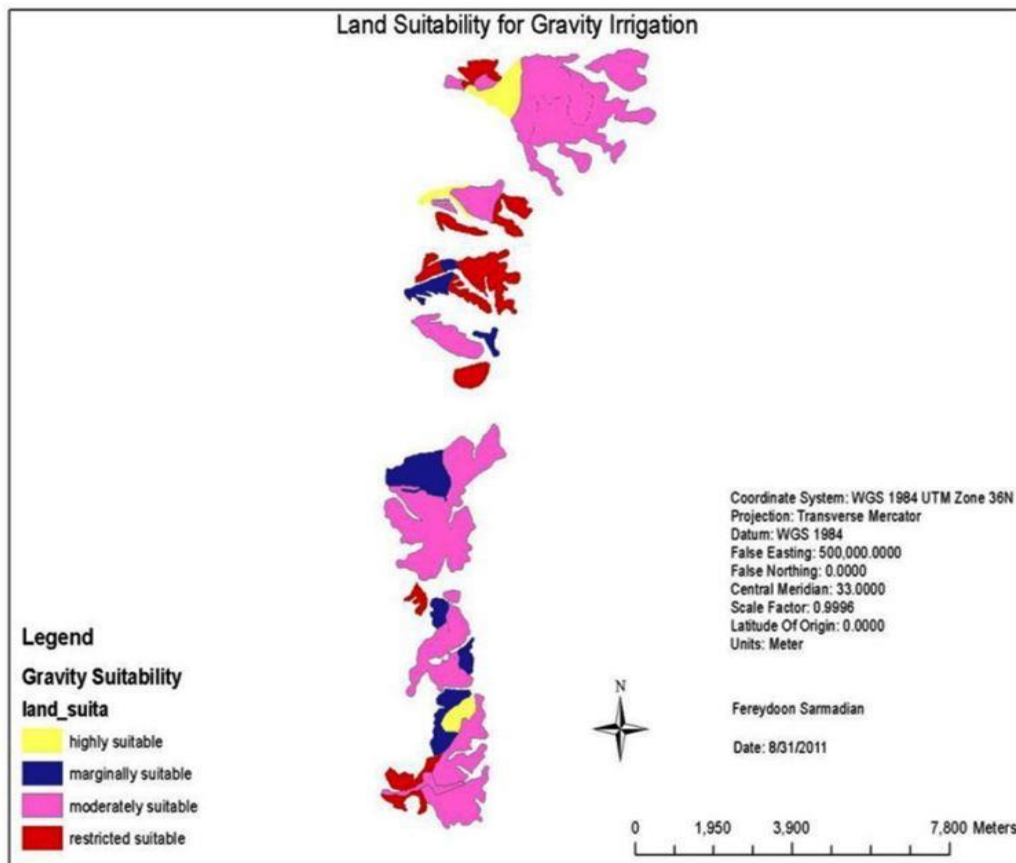 Land Suitability for Gravity Irrigation
Coordinate System: WGS 1984 UTM Zone 36N
Projection: Transverse Mercator
Datum: WGS 1984
False Easting: 500,000.0000
False Northing: 0.0000
Central Meridian: 33.0000
Scale Factor: 0.9996
Latitude Of Origin: 0.0000
Units: Meter
Legend
Gravity Suitability
land_suita
highly suitable
marginally suitable
moderately suitable
restricted suitable
N
Fereydoon Sarmadian
Date: 8/31/2011
0 1,950 3,900 7,800 Meters